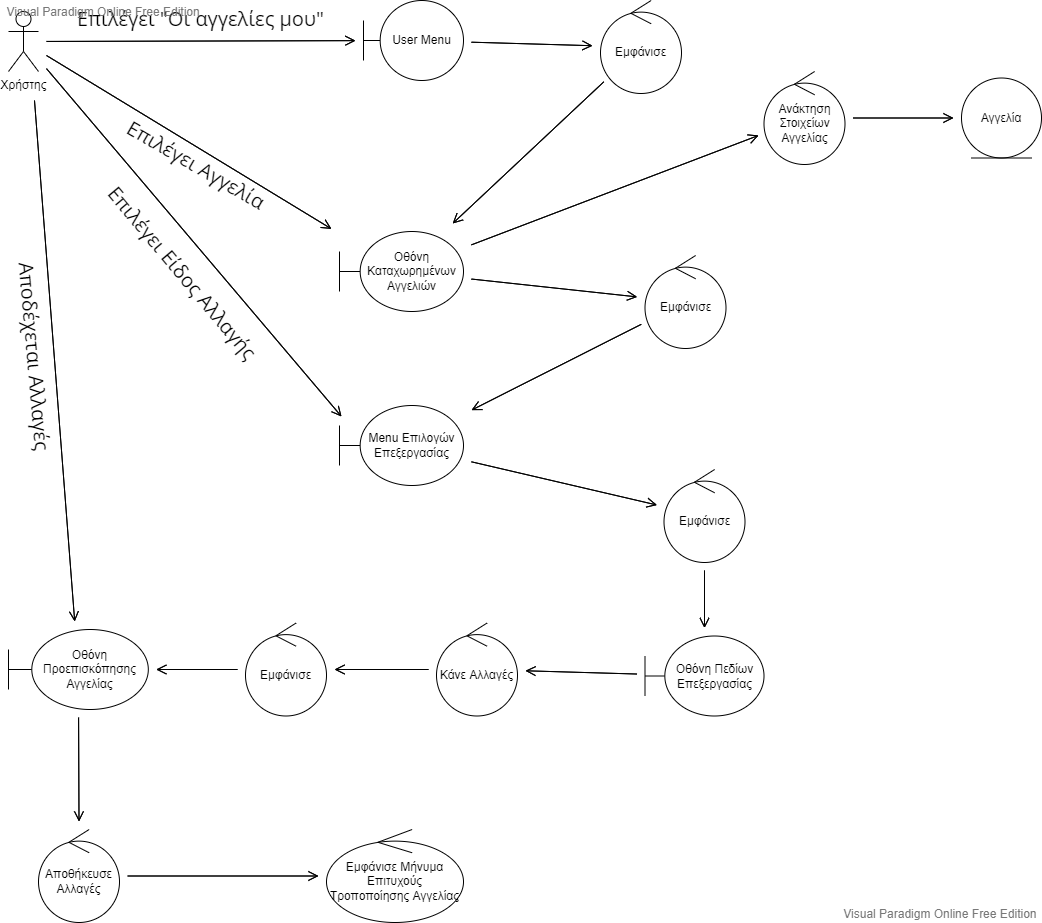 Visual Paradigm Online Free Edition
Επιλέγει "Οι αγγελίες μου"
Χρήστης
User Menu
Εμφάνισε
Ανάκτηση
Στοιχείων
Αγγελίας
Αγγελία
Επιλέγει Αγγελία
Επιλέγει Είδος Αλλαγής
Αποδέχεται Αλλαγές
Οθόνη
Καταχωρημένων
Αγγελιών
Εμφάνισε
Menu Επιλογών
Επεξεργασίας
Εμφάνισε
Οθόνη
Προεπισκόπησης
Αγγελίας
Εμφάνισε
Κάνε Αλλαγές
Οθόνη Πεδίων
Επεξεργασίας
Αποθήκευσε
Αλλαγές
Εμφάνισε Μήνυμα
Επιτυχούς
Τροποποίησης Αγγελίας
Visual Paradigm Online Free Edition